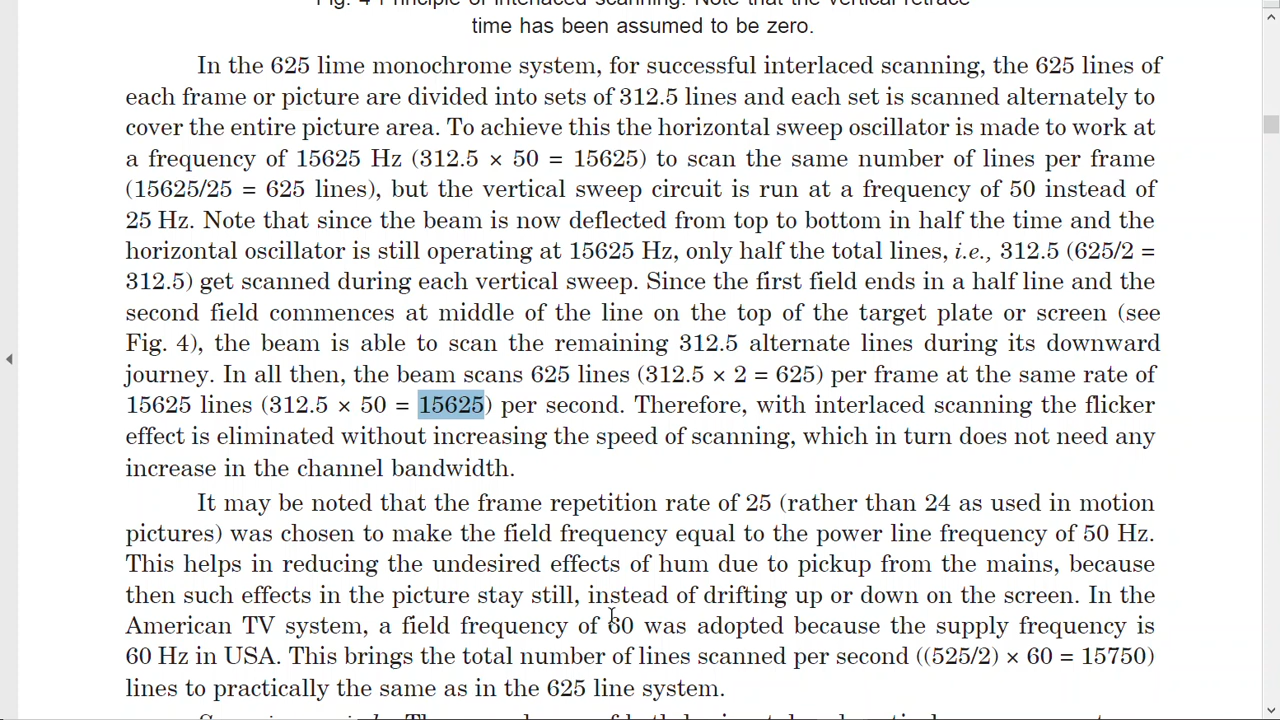 Fig. 4 Principle of interlaced scanning. Note that the vertical retrace
time has been assumed to be zero.
In the 625 lime monochrome system, for successful interlaced scanning, the 625 lines of
each frame or picture are divided into sets of 312.5 lines and each set is scanned alternately to
cover the entire picture area. To achieve this the horizontal sweep oscillator is made to work at
a frequency of 15625 Hz (312.5 × 50 = 15625) to scan the same number of lines per frame
(15625/25 = 625 lines), but the vertical sweep circuit is run at a frequency of 50 instead of
25 Hz. Note that since the beam is now deflected from top to bottom in half the time and the
horizontal oscillator is still operating at 15625 Hz, only half the total lines, i.e., 312.5 (625/2 =
312.5) get scanned during each vertical sweep. Since the first field ends in a half line and the
second field commences at middle of the line on the top of the target plate or screen (see
Fig. 4), the beam is able to scan the remaining 312.5 alternate lines during its downward
journey. In all then, the beam scans 625 lines (312.5 × 2 = 625) per frame at the same rate of
15625 lines (312.5 × 50 = 15625) per second. Therefore, with interlaced scanning the flicker
effect is eliminated without increasing the speed of scanning, which in turn does not need any
increase in the channel bandwidth.
It may be noted that the frame repetition rate of 25 (rather than 24 as used in motion
pictures) was chosen to make the field frequency equal to the power line frequency of 50 Hz.
This helps in reducing the undesired effects of hum due to pickup from the mains, because
then such effects in the picture stay still, instead of drifting up or down on the screen. In the
American TV system, a field frequency of 60 was adopted because the supply frequency is
60 Hz in USA. This brings the total number of lines scanned per second ((525/2) × 60 = 15750)
lines to practically the same as in the 625 line system.